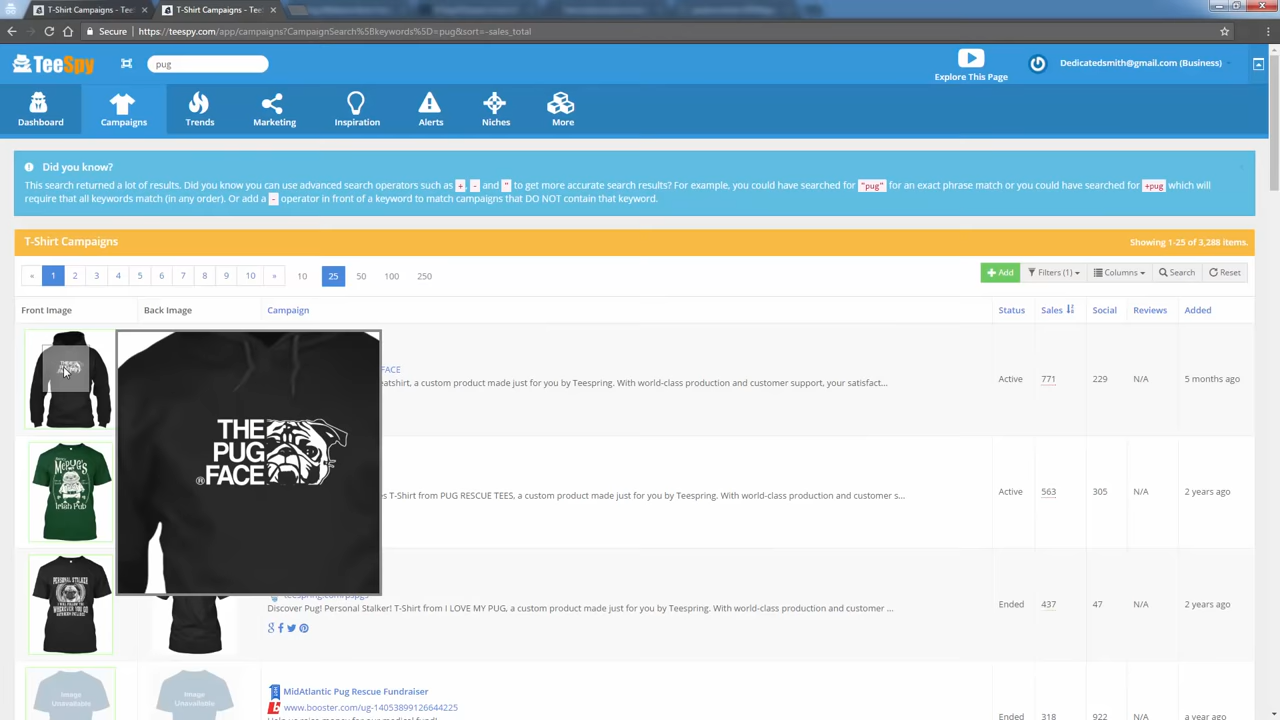 T-Shirt Campaigns - Tee
T-Shirt Campaigns - Tee
Secure https://teespy.com/app/campaigns?CampaignSearch%5Bkeywords%5D=pug&sort=-sales_total
TeeSpy
pug
Explore This Page
Dedicatedsmith@gmail.com (Business)
Dashboard
Campaigns
Trends
Marketing
Inspiration
Alerts
Niches
More
Did you know?
This search returned a lot of results. Did you know you can use advanced search operators such as + - and " to get more accurate search results? For example, you could have searched for "pug" for an exact phrase match or you could have searched for +pug which will
require that all keywords match (in any order). Or add a - operator in front of a keyword to match campaigns that DO NOT contain that keyword.
T-Shirt Campaigns
Showing 1-25 of 3,288 items.
« 1 2 3 4 5 6 7 8 9 10 » 10 25 50 100 250
Add Filters (1) Columns Search Reset
Front Image Back Image Campaign Status Sales Social Reviews Added
THE
PUG
FACE
®
FACE
eatshirt, a custom product made just for you by Teespring. With world-class production and customer support, your satisfact...
Active 771 229 N/A 5 months ago
McPug's
Irish Pub
es T-Shirt from PUG RESCUE TEES, a custom product made just for you by Teespring. With world-class production and customer s...
Active 563 305 N/A 2 years ago
PERSONAL STALKER
Discover Pug! Personal Stalker! T-Shirt from I LOVE MY PUG, a custom product made just for you by Teespring. With world-class production and customer ...
Ended 437 47 N/A 2 years ago
Image
Unavailable
Image
Unavailable
MidAtlantic Pug Rescue Fundraiser
www.booster.com/ug-14053899126644225
Ended 318 922 N/A a year ago